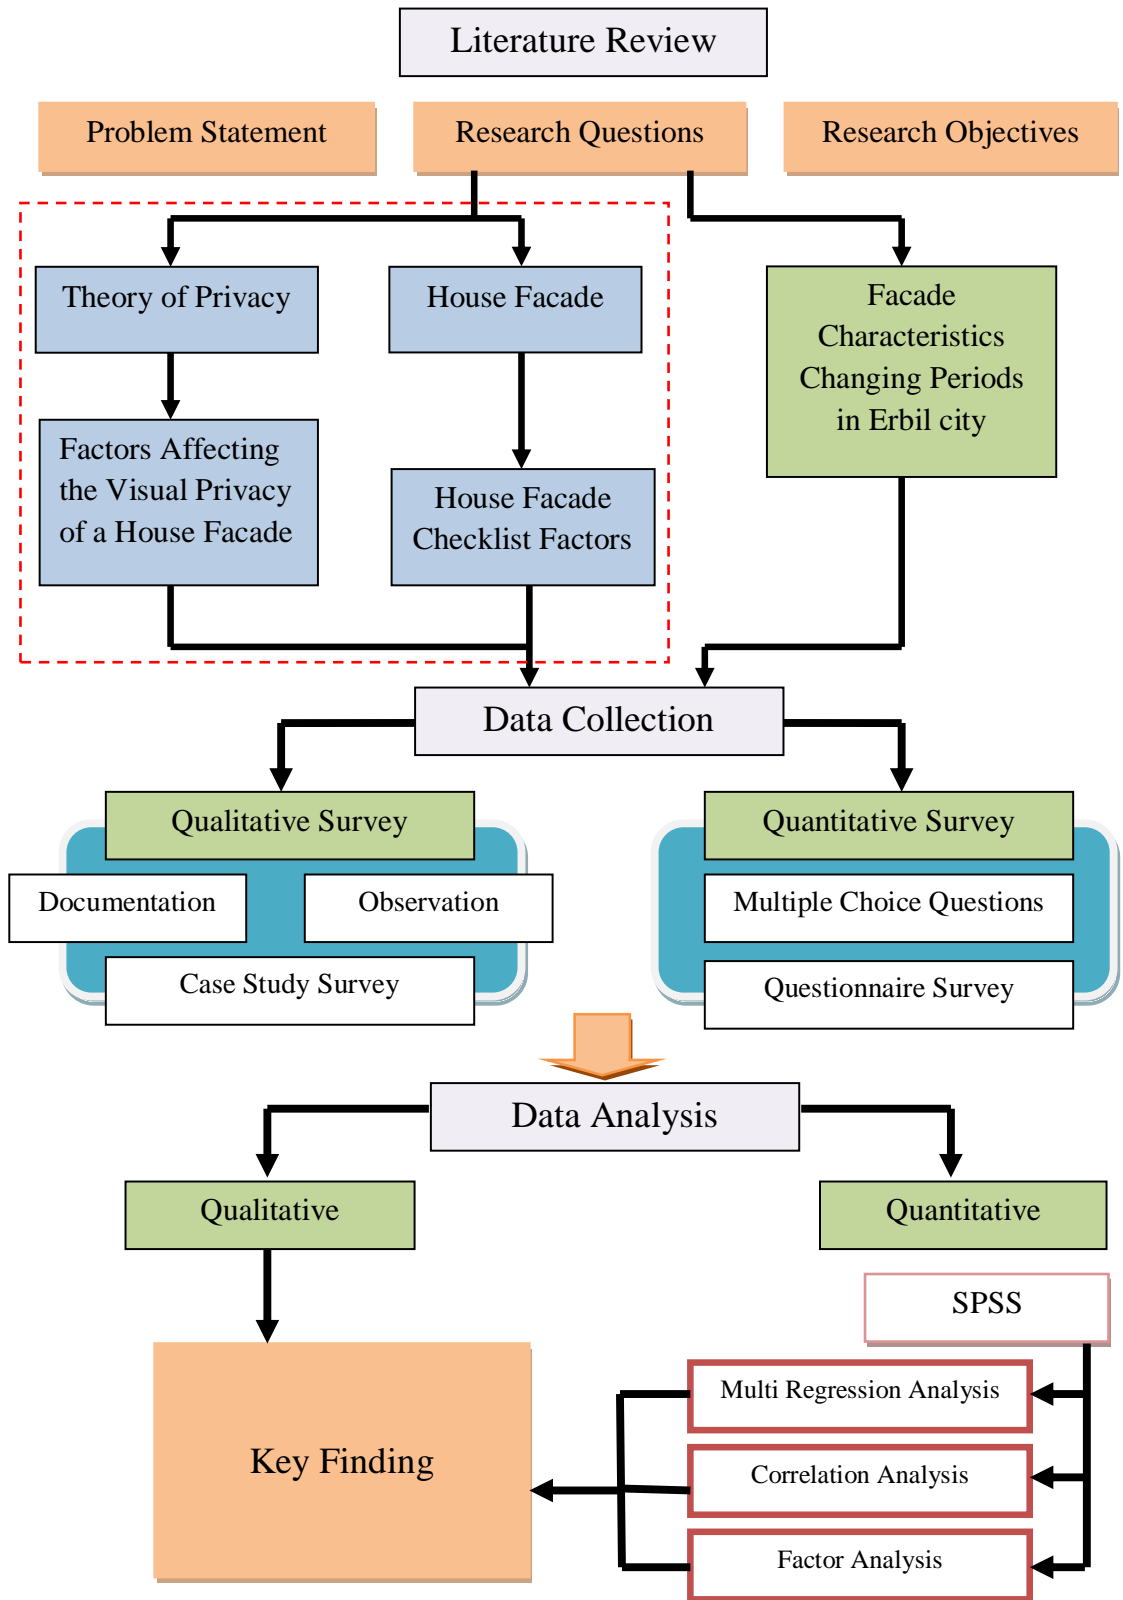 Literature Review
Problem Statement
Research Questions
Research Objectives
Theory of Privacy
House Facade
Facade
Characteristics
Changing Periods
in Erbil city
Factors Affecting
the Visual Privacy
of a House Facade
House Facade
Checklist Factors
Data Collection
Qualitative Survey
Quantitative Survey
Documentation
Observation
Multiple Choice Questions
Case Study Survey
Questionnaire Survey
Data Analysis
Qualitative
Quantitative
SPSS
Multi Regression Analysis
Key Finding
Correlation Analysis
Factor Analysis